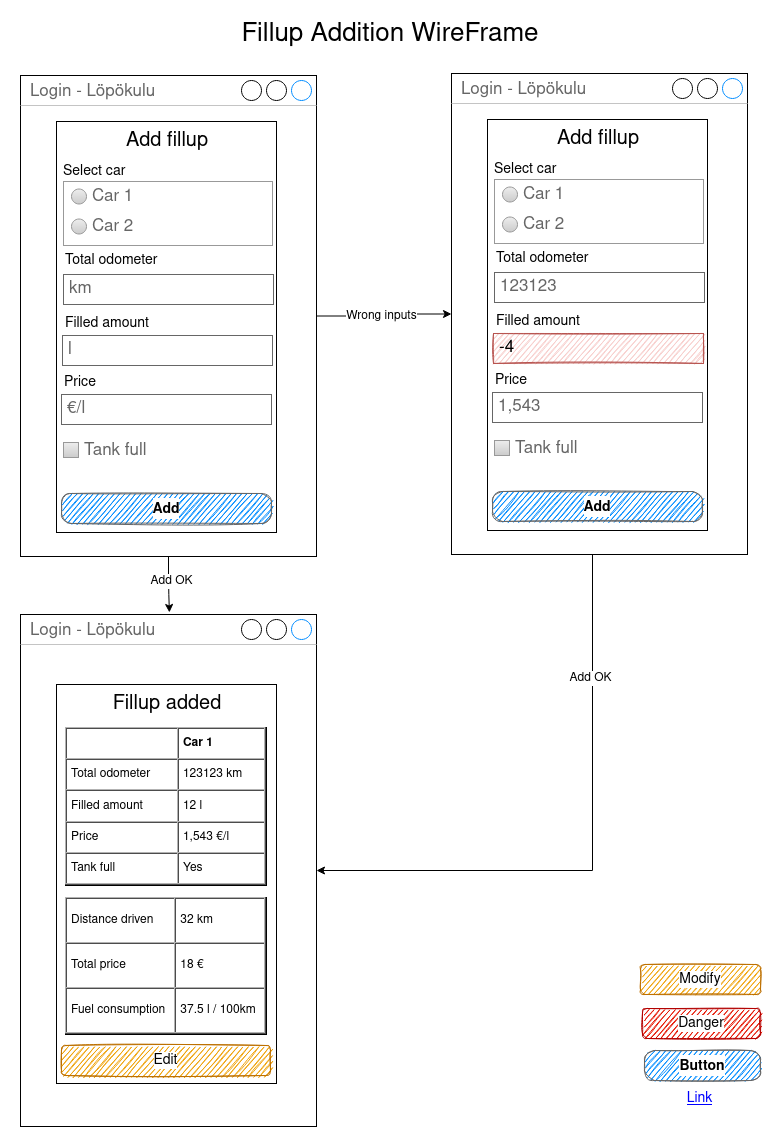 Fillup Addition WireFrame
Login - Löpökulu
Add fillup
Select car
Car 1
Car 2
Total odometer
km
Filled amount
l
Price
€/l
Tank full
Add
Wrong inputs
Login - Löpökulu
Add fillup
Select car
Car 1
Car 2
Total odometer
123123
Filled amount
-4
Price
1,543
Tank full
Add
Add OK
Add OK
Login - Löpökulu
Fillup added
Car 1
Total odometer 123123 km
Filled amount 12 l
Price 1,543 €/l
Tank full Yes
Distance driven 32 km
Total price 18 €
Fuel consumption 37.5 l / 100km
Edit
Modify
Danger
Button
Link